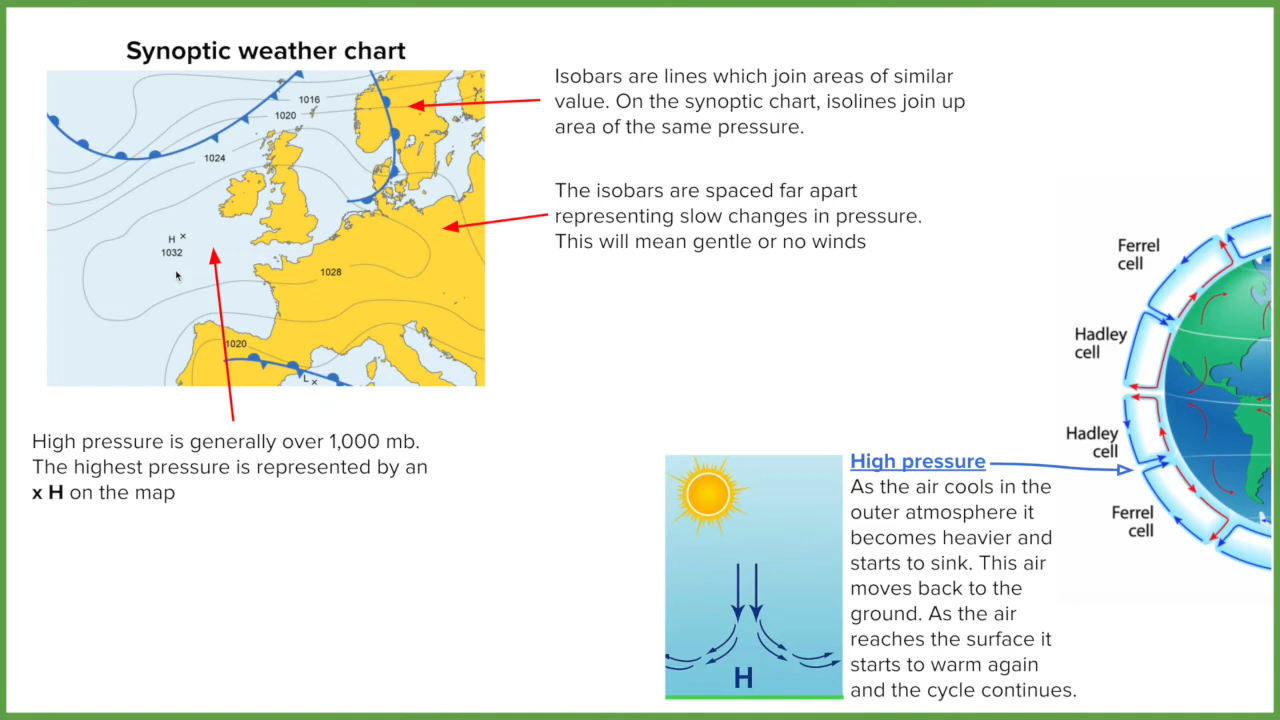 Synoptic weather chart
1016
1020
1024
H x
1032
1028
1020
L x
Isobars are lines which join areas of similar
value. On the synoptic chart, isolines join up
area of the same pressure.
The isobars are spaced far apart
representing slow changes in pressure.
This will mean gentle or no winds
High pressure is generally over 1,000 mb.
The highest pressure is represented by an
x H on the map
High pressure
As the air cools in the
outer atmosphere it
becomes heavier and
starts to sink. This air
moves back to the
ground. As the air
reaches the surface it
starts to warm again
and the cycle continues.
H
Ferrel
cell
Hadley
cell
Hadley
cell
Ferrel
cell